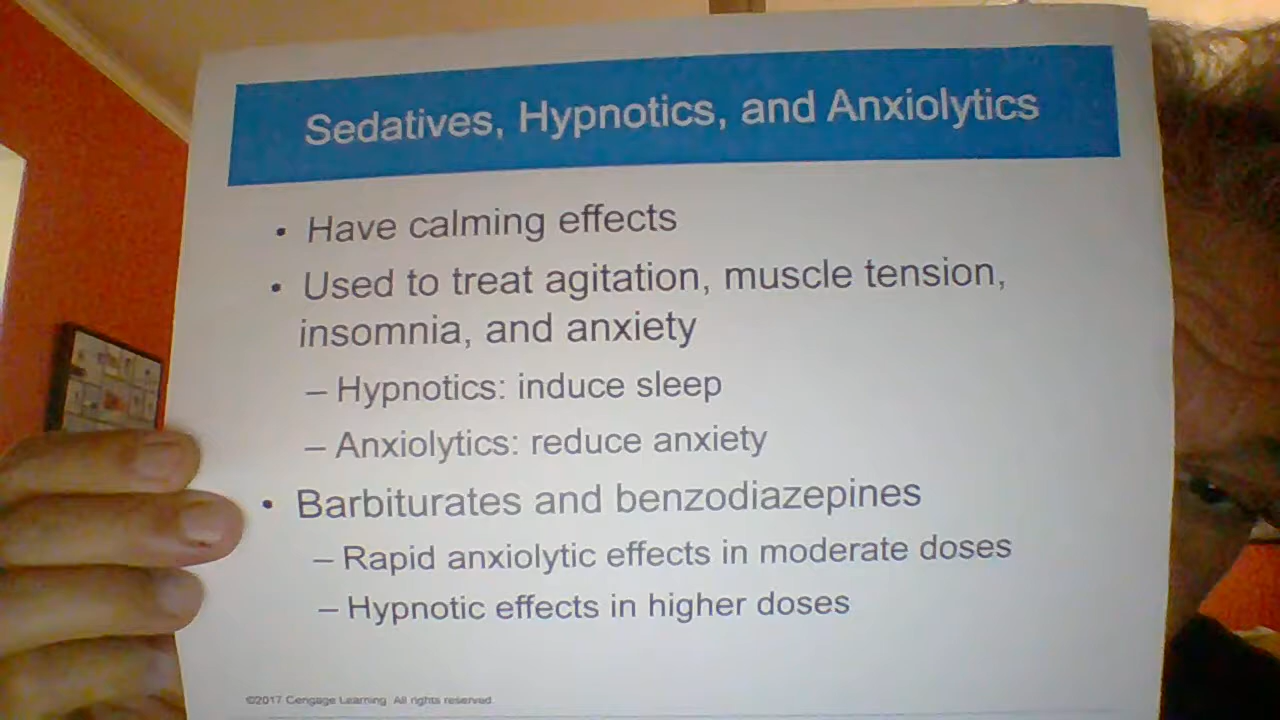 Sedatives, Hypnotics, and Anxiolytics
• Have calming effects
• Used to treat agitation, muscle tension,
insomnia, and anxiety
– Hypnotics: induce sleep
– Anxiolytics: reduce anxiety
• Barbiturates and benzodiazepines
– Rapid anxiolytic effects in moderate doses
– Hypnotic effects in higher doses
©2017 Cengage Learning. All rights reserved.